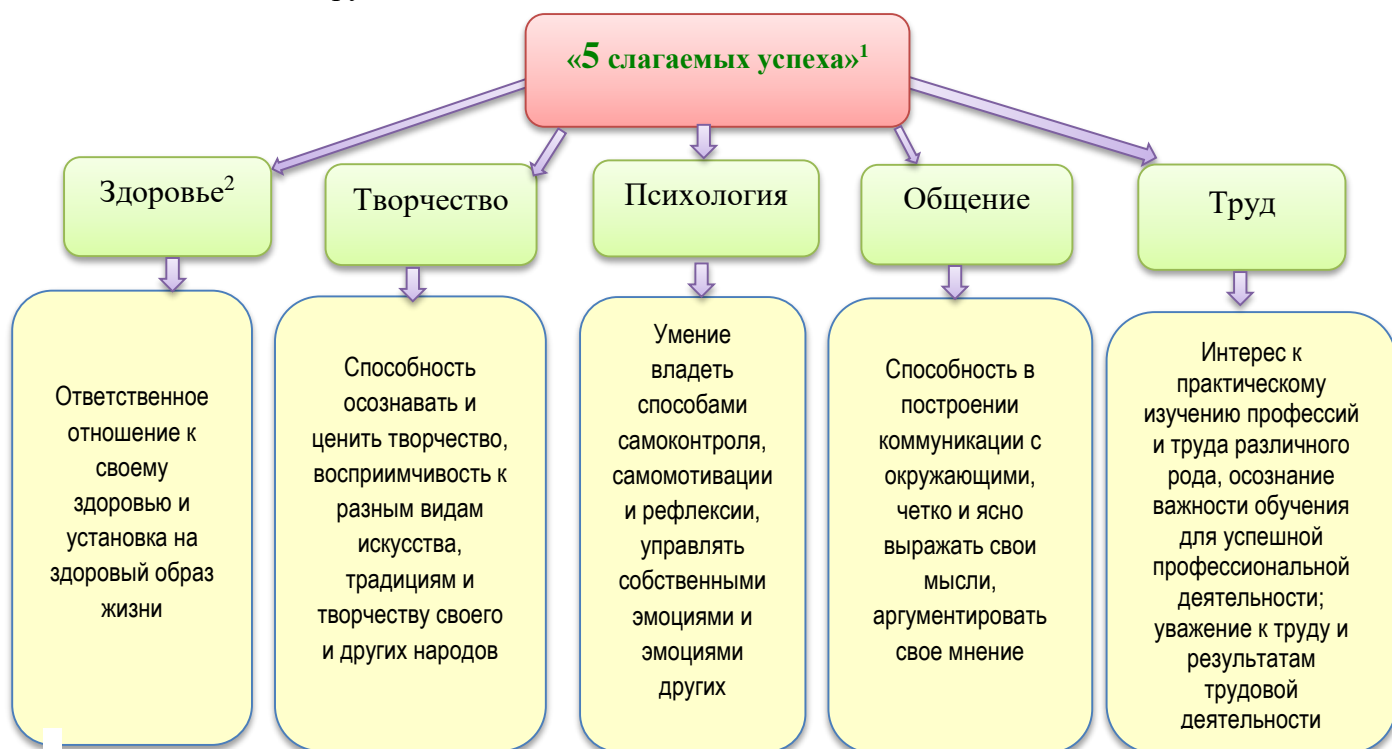 «5 слагаемых успеха»¹
Здоровье²
Творчество
Психология
Общение
Труд
Ответственное
отношение к
своему
здоровью и
установка на
здоровый образ
жизни
Способность
осознавать и
ценить творчество,
восприимчивость к
разным видам
искусства,
традициям и
творчеству своего
и других народов
Умение
владеть
способами
самоконтроля,
самомотивации
и рефлексии,
управлять
собственными
эмоциями и
эмоциями
других
Способность в
построении
коммуникации с
окружающими,
четко и ясно
выражать свои
мысли,
аргументировать
свое мнение
Интерес к
практическому
изучению профессий
и труда различного
рода, осознание
важности обучения
для успешной
профессиональной
деятельности;
уважение к труду и
результатам
трудовой
деятельности